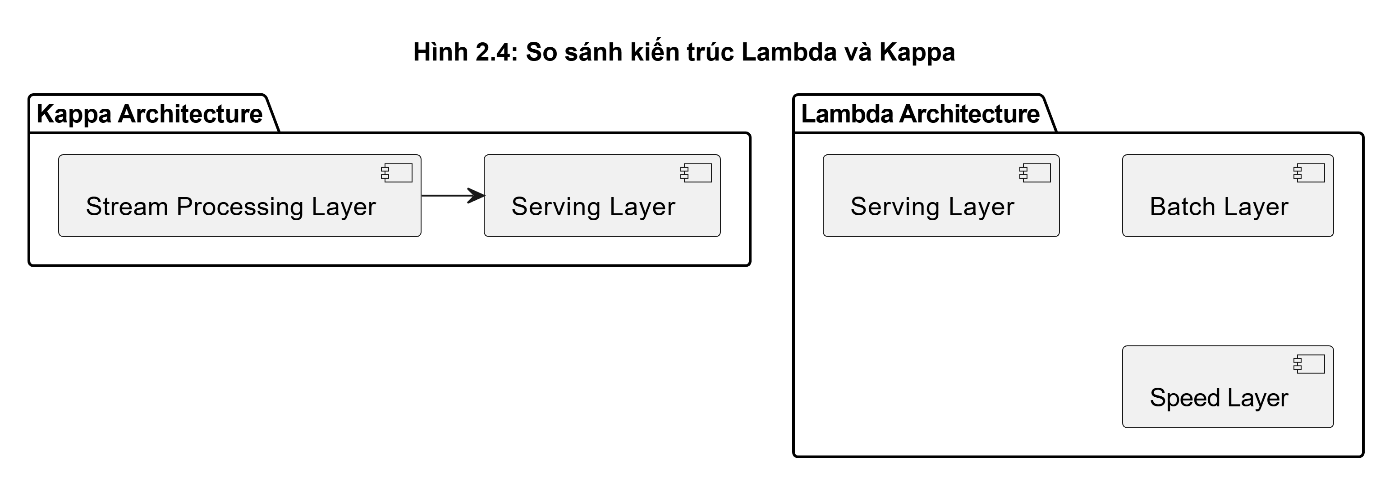 Hình 2.4: So sánh kiến trúc Lambda và Kappa
Kappa Architecture
Stream Processing Layer
Serving Layer
Lambda Architecture
Serving Layer
Batch Layer
Speed Layer